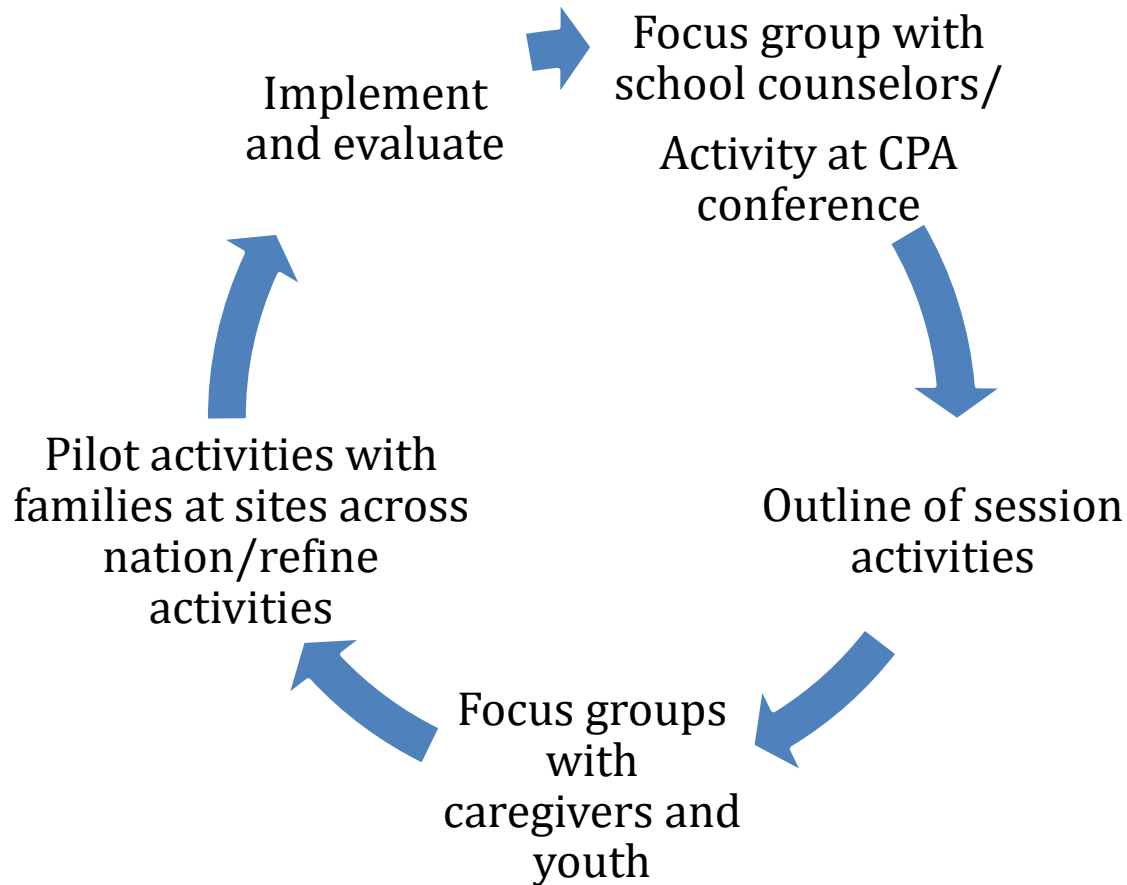 Focus group with
school counselors/
Activity at CPA
conference
Outline of session
activities
Focus groups
with
caregivers and
youth
Pilot activities with
families at sites across
nation/refine
activities
Implement
and evaluate